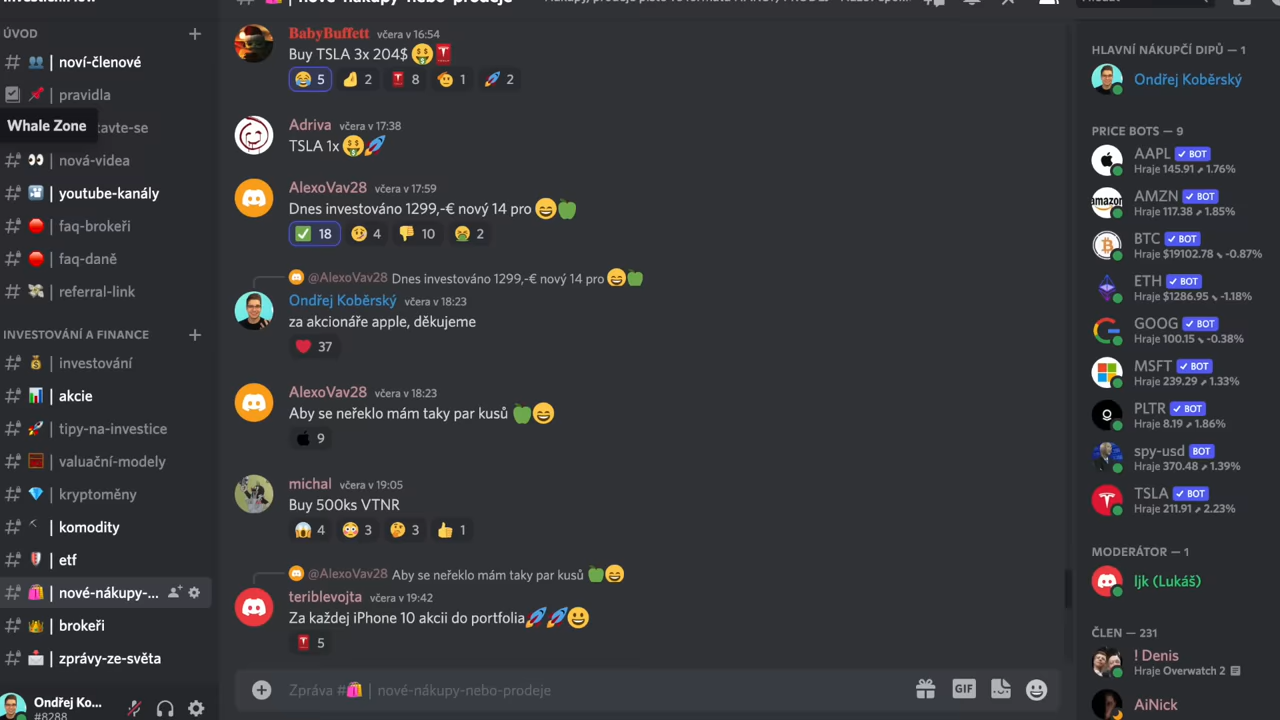 ÚVOD
noví-členové
pravidla
Whale Zone
tavte-se
nová-videa
youtube-kanály
faq-brokeři
faq-daně
referral-link
INVESTOVÁNÍ A FINANCE
investování
akcie
tipy-na-investice
valuační-modely
kryptoměny
komodity
etf
nové-nákupy-...
brokeři
zprávy-ze-světa
Ondřej Ko...
#8288
nové-nákupy-nebo-prodeje
BabyBuffett včera v 16:54
Buy TSLA 3x 204$
5 2 8 1 2
Adriva včera v 17:38
TSLA 1x
AlexoVav28 včera v 17:59
Dnes investováno 1299,-€ nový 14 pro
18 4 10 2
@AlexoVav28 Dnes investováno 1299,-€ nový 14 pro
Ondřej Koběrský včera v 18:23
za akcionáře apple, děkujeme
37
AlexoVav28 včera v 18:23
Aby se neřeklo mám taky par kusů
9
michal včera v 19:05
Buy 500ks VTNR
4 3 3 1
@AlexoVav28 Aby se neřeklo mám taky par kusů
teriblevojta včera v 19:42
Za každej iPhone 10 akcii do portfolia
5
Zpráva # | nové-nákupy-nebo-prodeje
GIF
HLAVNÍ NÁKUPČÍ DIPŮ — 1
Ondřej Koběrský
PRICE BOTS — 9
AAPL BOT
Hraje 145.91 ⬈ 1.76%
amazon
AMZN BOT
Hraje 117.38 ⬈ 1.85%
BTC BOT
Hraje $19102.78 ⬊ -0.87%
ETH BOT
Hraje $1286.95 ⬊ -1.18%
GOOG BOT
Hraje 100.15 ⬊ -0.38%
MSFT BOT
Hraje 239.29 ⬈ 1.33%
PLTR BOT
Hraje 8.19 ⬈ 1.86%
spy-usd BOT
Hraje 370.48 ⬈ 1.39%
TSLA BOT
Hraje 211.91 ⬈ 2.23%
MODERÁTOR — 1
ljk (Lukáš)
ČLEN — 231
! Denis
Hraje Overwatch 2
AiNick